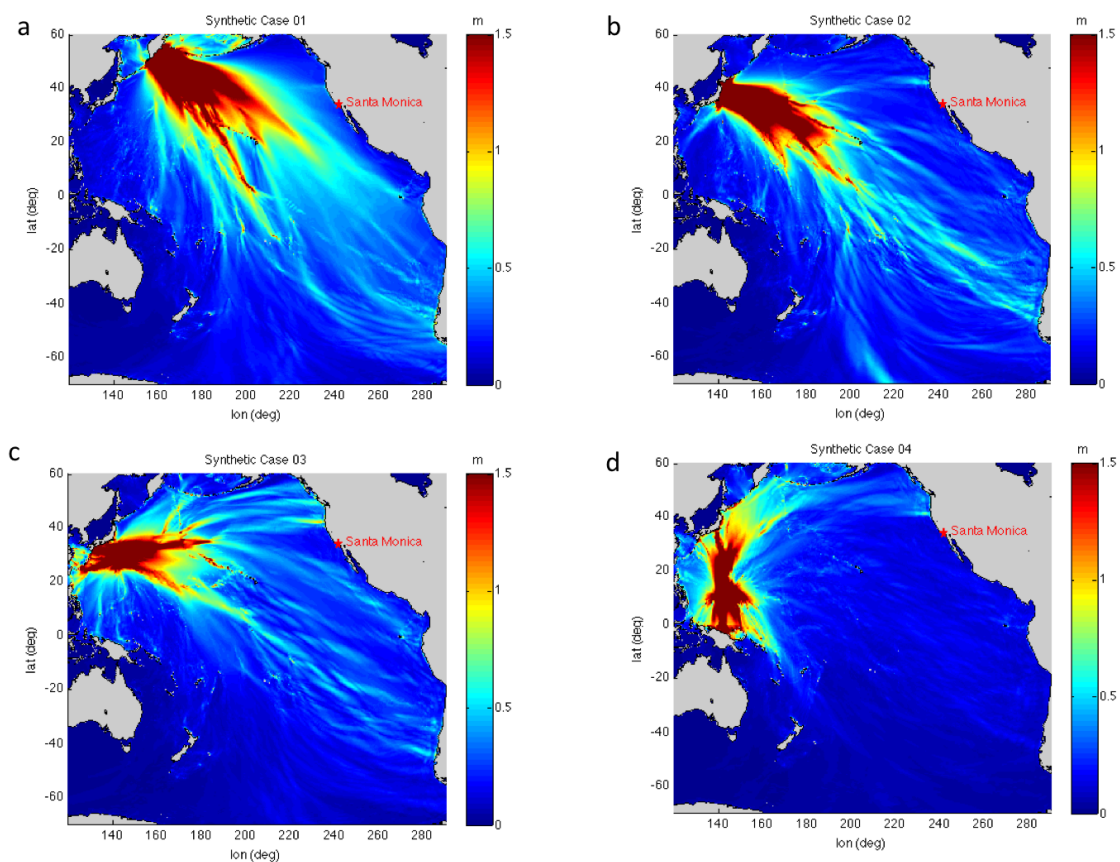 a
Synthetic Case 01
m
60
40
20
0
-20
-40
-60
lat (deg)
140 160 180 200 220 240 260 280
lon (deg)
Santa Monica
1.5
1
0.5
0
b
Synthetic Case 02
m
60
40
20
0
-20
-40
-60
lat (deg)
140 160 180 200 220 240 260 280
lon (deg)
Santa Monica
1.5
1
0.5
0
c
Synthetic Case 03
m
60
40
20
0
-20
-40
-60
lat (deg)
140 160 180 200 220 240 260 280
lon (deg)
Santa Monica
1.5
1
0.5
0
d
Synthetic Case 04
m
60
40
20
0
-20
-40
-60
lat (deg)
140 160 180 200 220 240 260 280
lon (deg)
Santa Monica
1.5
1
0.5
0